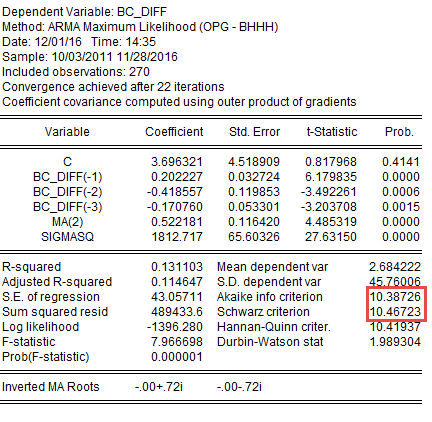 Dependent Variable: BC_DIFF
Method: ARMA Maximum Likelihood (OPG - BHHH)
Date: 12/01/16 Time: 14:35
Sample: 10/03/2011 11/28/2016
Included observations: 270
Convergence achieved after 22 iterations
Coefficient covariance computed using outer product of gradients
Variable Coefficient Std. Error t-Statistic Prob.
C 3.696321 4.518909 0.817968 0.4141
BC_DIFF(-1) 0.202227 0.032724 6.179835 0.0000
BC_DIFF(-2) -0.418557 0.119853 -3.492261 0.0006
BC_DIFF(-3) -0.170760 0.053301 -3.203708 0.0015
MA(2) 0.522181 0.116420 4.485319 0.0000
SIGMASQ 1812.717 65.60326 27.63150 0.0000
R-squared 0.131103 Mean dependent var 2.684222
Adjusted R-squared 0.114647 S.D. dependent var 45.76006
S.E. of regression 43.05711 Akaike info criterion 10.38726
Sum squared resid 489433.6 Schwarz criterion 10.46723
Log likelihood -1396.280 Hannan-Quinn criter. 10.41937
F-statistic 7.966698 Durbin-Watson stat 1.989304
Prob(F-statistic) 0.000001
Inverted MA Roots -.00+.72i -.00-.72i